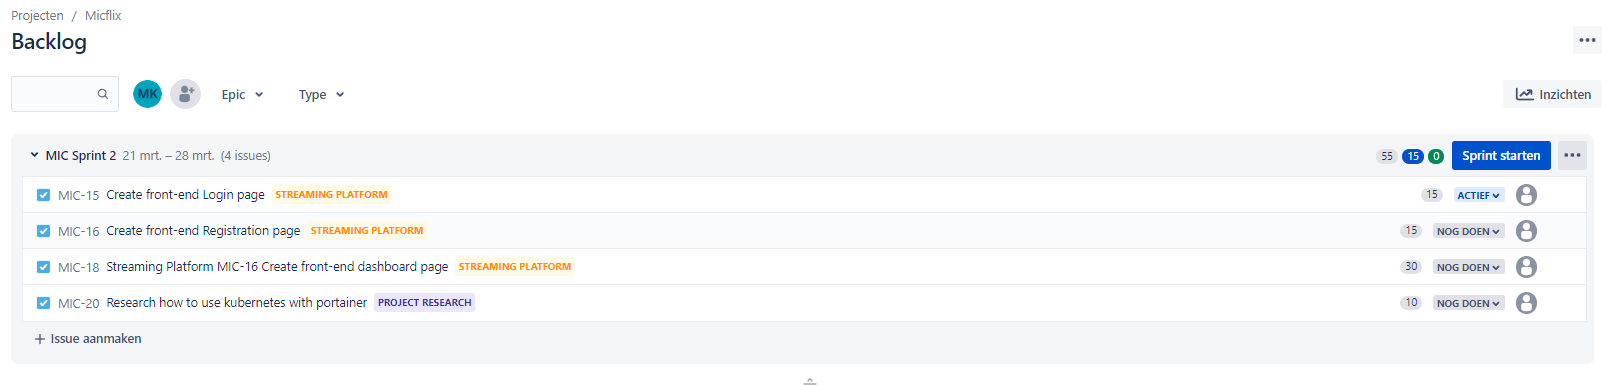 Projecten / Micflix
Backlog
MK Epic Type Inzichten
MIC Sprint 2 21 mrt. – 28 mrt. (4 issues) 55 15 0 Sprint starten
MIC-15 Create front-end Login page STREAMING PLATFORM 15 ACTIEF
MIC-16 Create front-end Registration page STREAMING PLATFORM 15 NOG DOEN
MIC-18 Streaming Platform MIC-16 Create front-end dashboard page STREAMING PLATFORM 30 NOG DOEN
MIC-20 Research how to use kubernetes with portainer PROJECT RESEARCH 10 NOG DOEN
+ Issue aanmaken